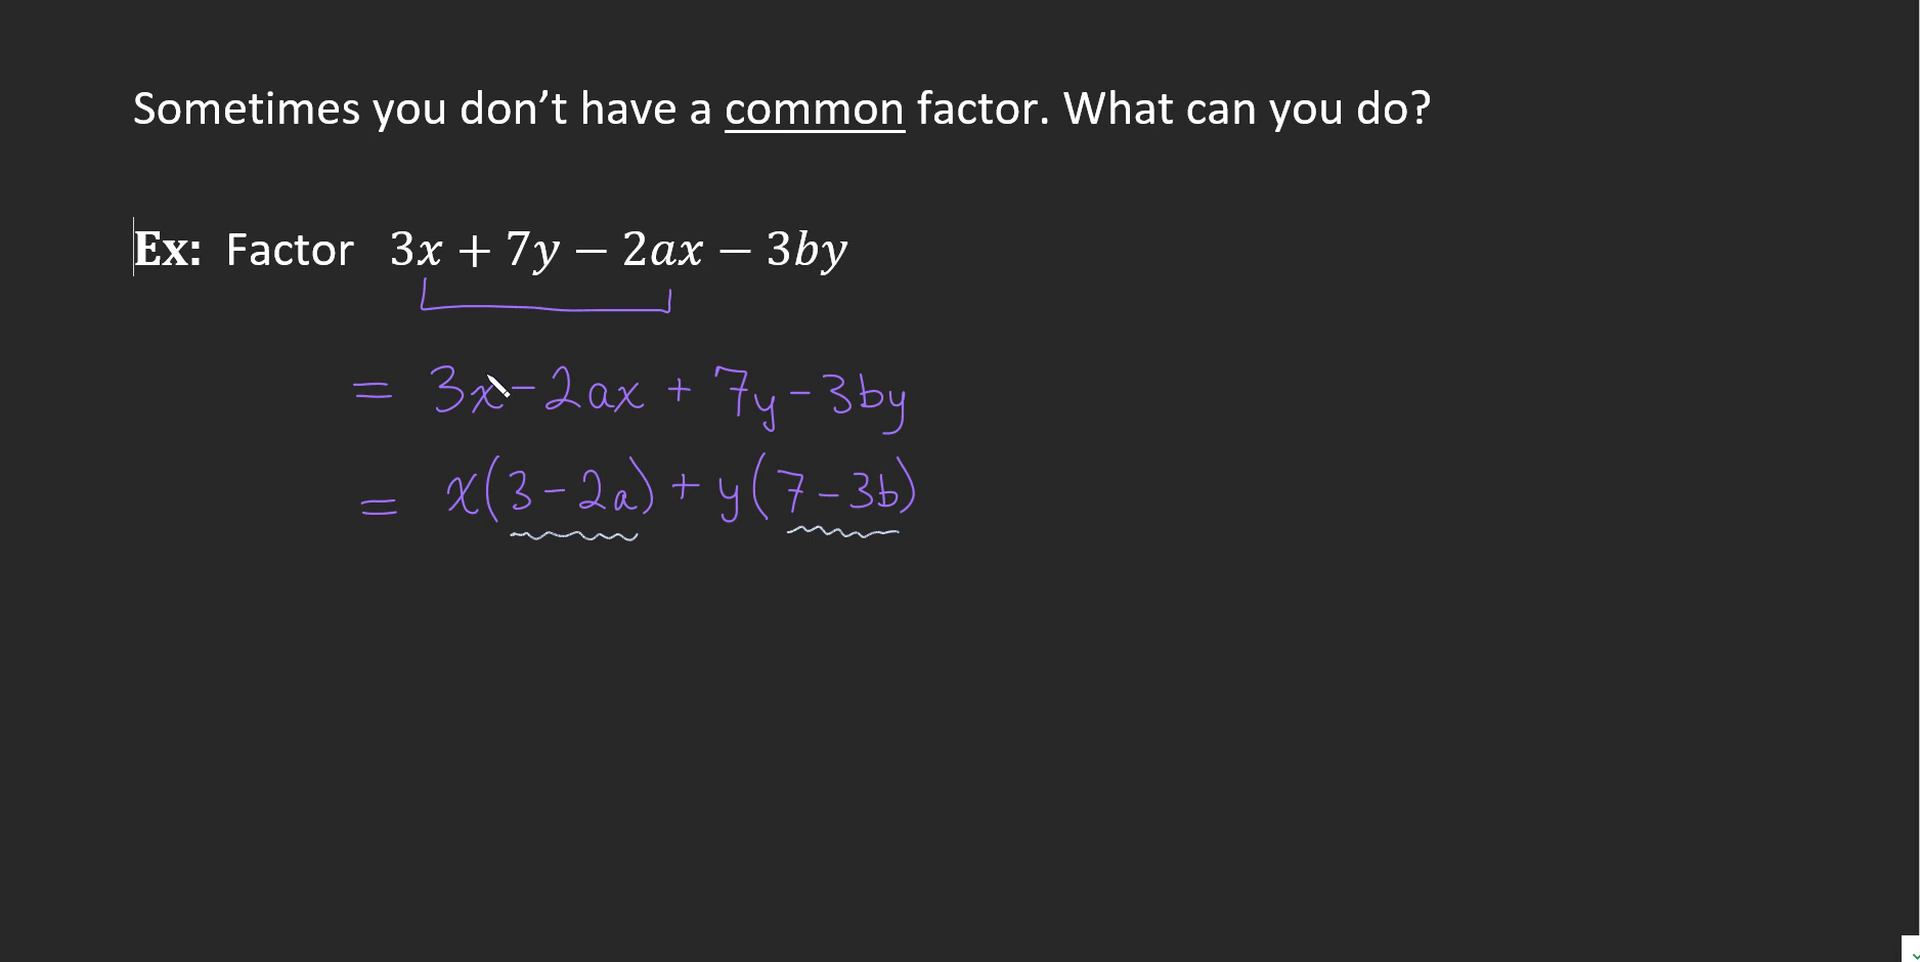 Sometimes you don’t have a common factor. What can you do?
Ex: Factor 3x + 7y − 2ax − 3by
= 3x - 2ax + 7y - 3by
= x(3 - 2a) + y(7 - 3b)